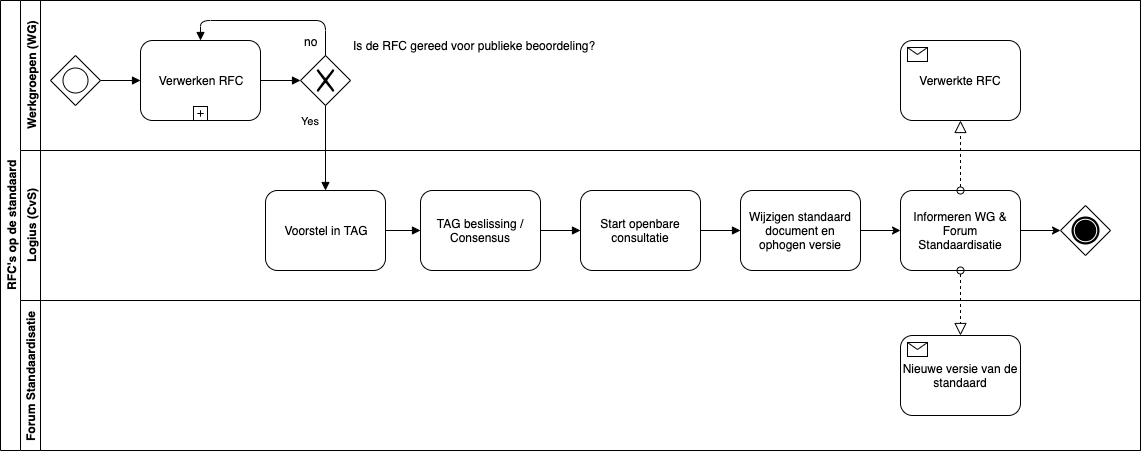 RFC's op de standaard
Werkgroepen (WG)
Verwerken RFC
no
Is de RFC gereed voor publieke beoordeling?
Yes
Verwerkte RFC
Logius (CvS)
Voorstel in TAG
TAG beslissing /
Consensus
Start openbare
consultatie
Wijzigen standaard
document en
ophogen versie
Informeren WG &
Forum
Standaardisatie
Forum Standaardisatie
Nieuwe versie van de
standaard